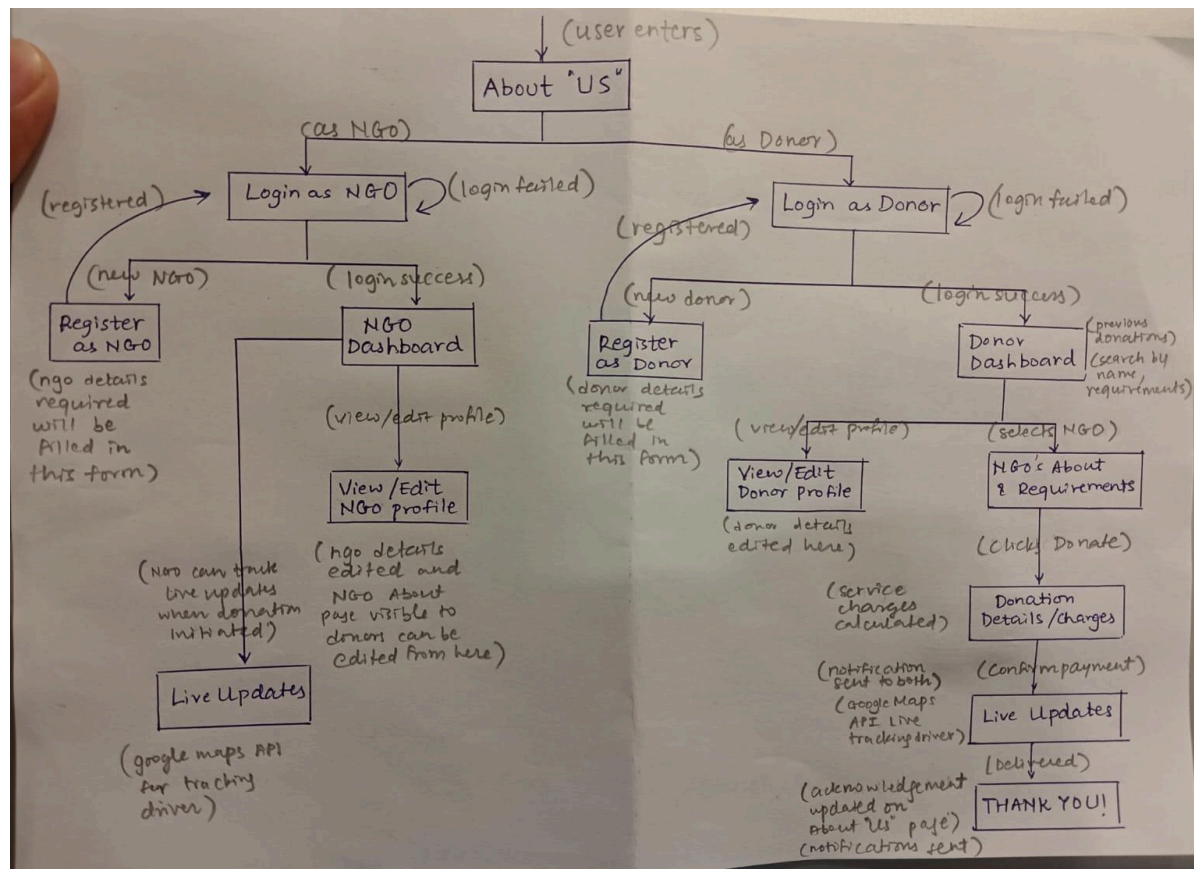 (user enters)
About "US"
(as NGO)
(as Donor)
Login as NGO
(login failed)
(registered)
Login as Donor
(login failed)
(registered)
(new NGO)
(login success)
Register
as NGO
(ngo details
required
will be
filled in
this form)
NGO
Dashboard
(view/edit profile)
View/Edit
NGO profile
(ngo details
edited and
NGO About
page visible to
donors can be
edited from here)
(NGO can track
live updates
when donation
initiated)
Live Updates
(google maps API
for tracking
driver)
(new donor)
(login success)
Register
as Donor
(donor details
required
will be
filled in
this form)
Donor
Dashboard
(previous
donations)
(search by
name,
requirements)
(view/edit profile)
(selects NGO)
View/Edit
Donor Profile
(donor details
edited here)
NGO's About
& Requirements
(Clicks Donate)
(service
charges
calculated)
Donation
Details/charges
(notification
sent to both)
(Confirm payment)
(Google Maps
API Live
tracking driver)
Live Updates
(Delivered)
(acknowledgement
updated on
About "Us" page)
(notifications sent)
THANK YOU!